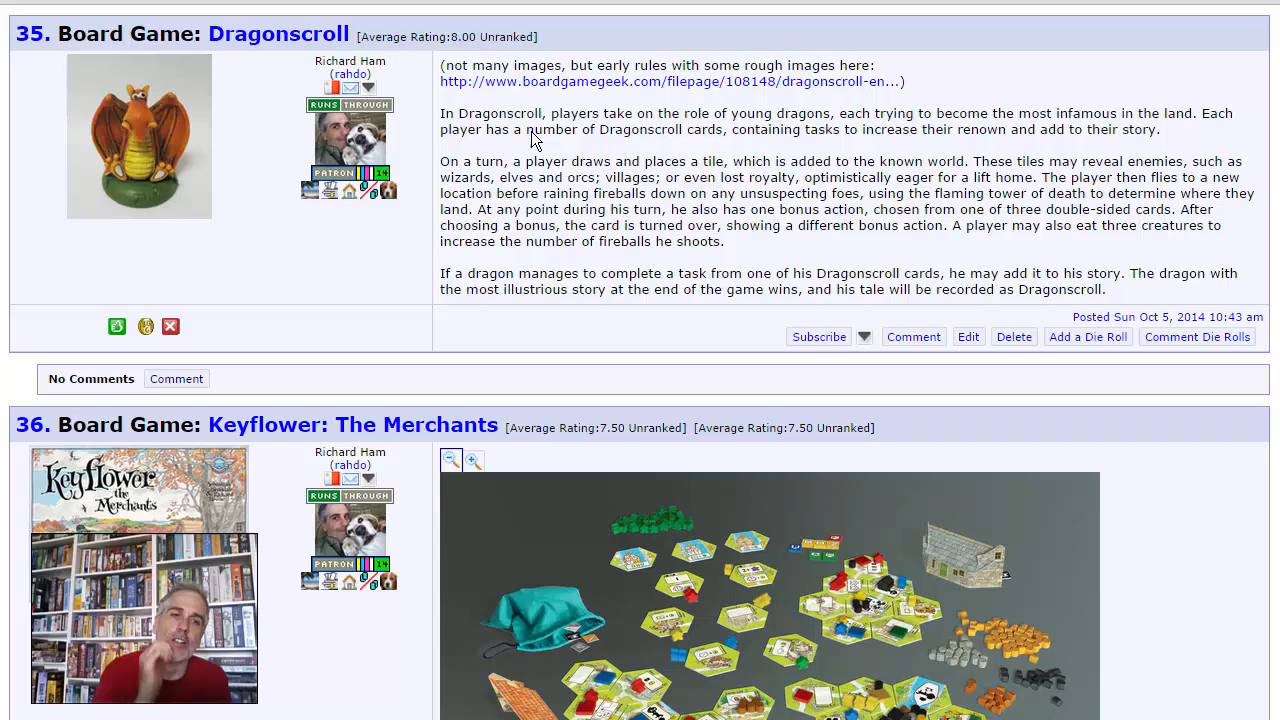 35. Board Game: Dragonscroll [Average Rating:8.00 Unranked]
Richard Ham
(rahdo)
RUNS THROUGH
PATRON 14
(not many images, but early rules with some rough images here:
http://www.boardgamegeek.com/filepage/108148/dragonscroll-en...)
In Dragonscroll, players take on the role of young dragons, each trying to become the most infamous in the land. Each
player has a number of Dragonscroll cards, containing tasks to increase their renown and add to their story.
On a turn, a player draws and places a tile, which is added to the known world. These tiles may reveal enemies, such as
wizards, elves and orcs; villages; or even lost royalty, optimistically eager for a lift home. The player then flies to a new
location before raining fireballs down on any unsuspecting foes, using the flaming tower of death to determine where they
land. At any point during his turn, he also has one bonus action, chosen from one of three double-sided cards. After
choosing a bonus, the card is turned over, showing a different bonus action. A player may also eat three creatures to
increase the number of fireballs he shoots.
If a dragon manages to complete a task from one of his Dragonscroll cards, he may add it to his story. The dragon with
the most illustrious story at the end of the game wins, and his tale will be recorded as Dragonscroll.
Posted Sun Oct 5, 2014 10:43 am
Subscribe Comment Edit Delete Add a Die Roll Comment Die Rolls
No Comments Comment
36. Board Game: Keyflower: The Merchants [Average Rating:7.50 Unranked] [Average Rating:7.50 Unranked]
Keyflower
the
Merchants
Richard Ham
(rahdo)
RUNS THROUGH
PATRON 14